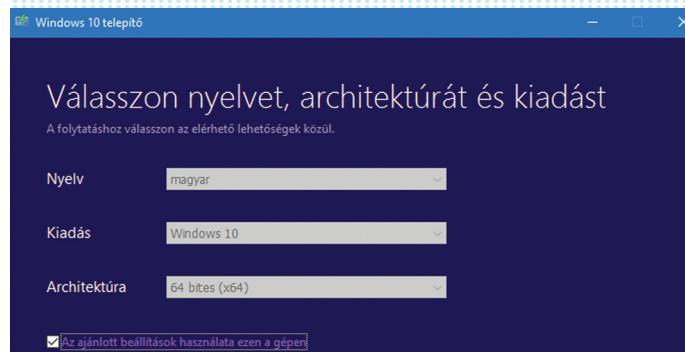 Windows 10 telepítő
Válasszon nyelvet, architektúrát és kiadást
A folytatáshoz válasszon az elérhető lehetőségek közül.
Nyelv magyar
Kiadás Windows 10
Architektúra 64 bites (x64)
Az ajánlott beállítások használata ezen a gépen